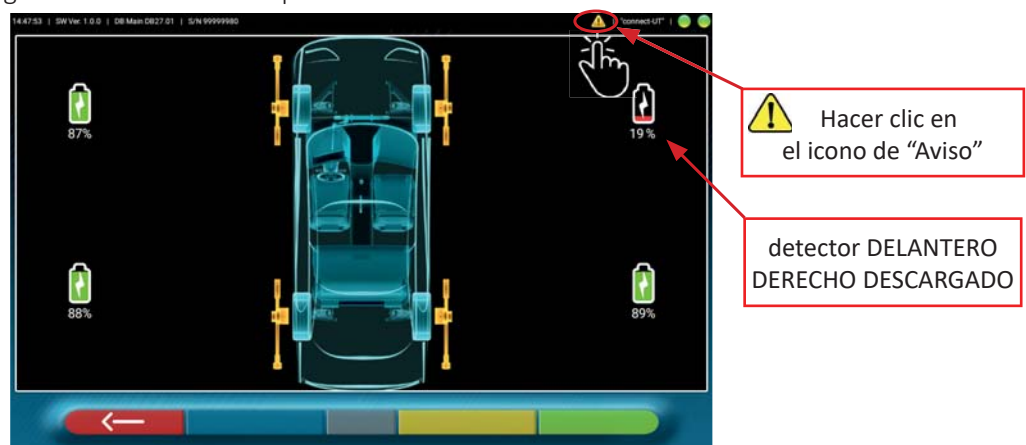 14:47:53 | SW Ver. 1.0.0 | DB Main DB27.01 | S/N 99999980
"connect-UT" |
87%
19 %
Hacer clic en
el icono de “Aviso”
detector DELANTERO
DERECHO DESCARGADO
88%
89%